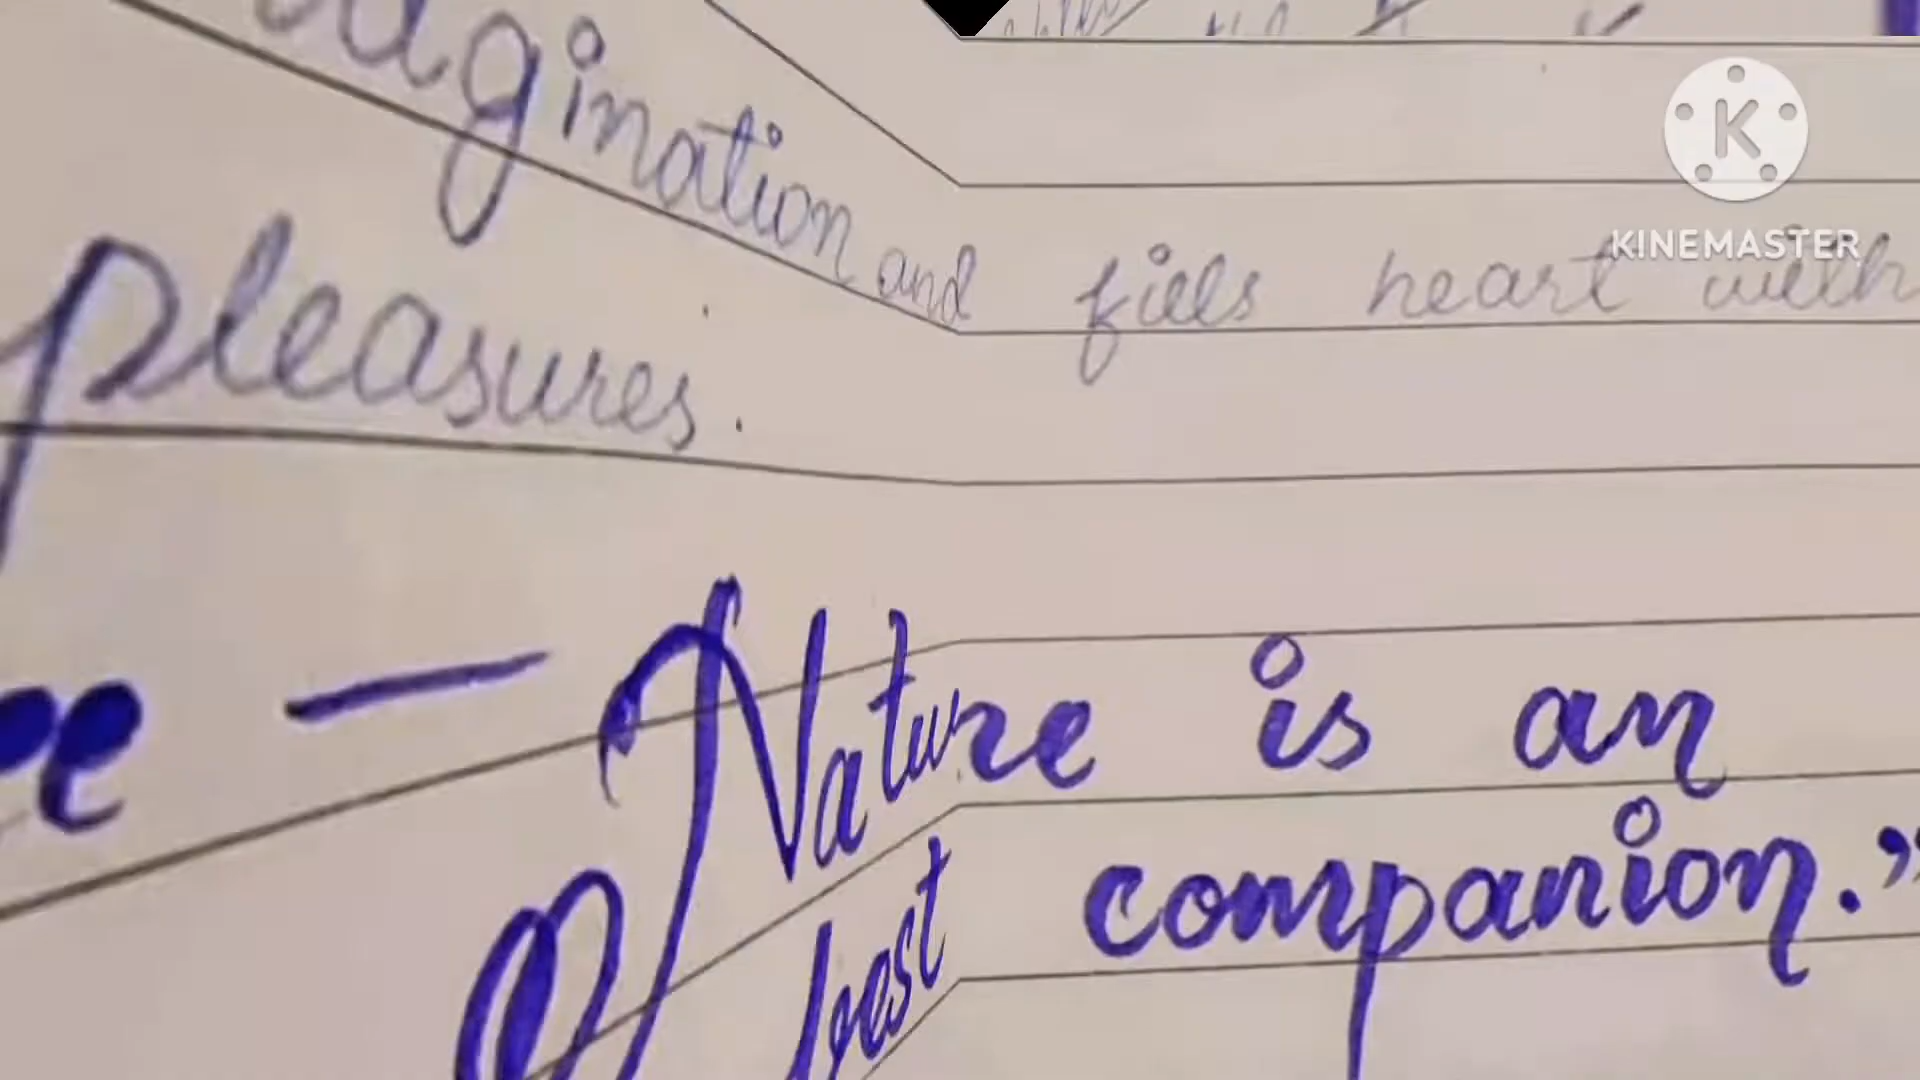 agination and fills heart with
KINEMASTER
pleasures.
e — Nature is an
best companion.”